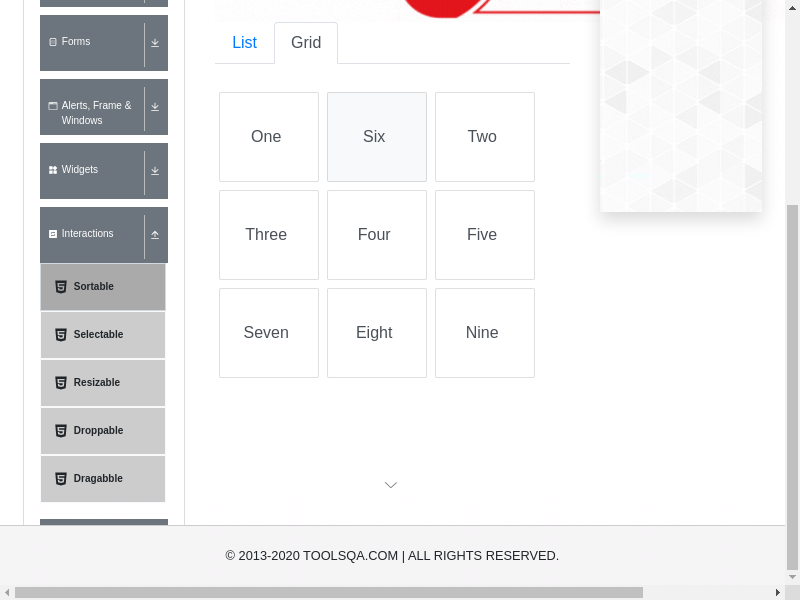 Forms
Alerts, Frame &
Windows
Widgets
Interactions
Sortable
Selectable
Resizable
Droppable
Dragabble
List
Grid
One
Six
Two
Three
Four
Five
Seven
Eight
Nine
© 2013-2020 TOOLSQA.COM | ALL RIGHTS RESERVED.